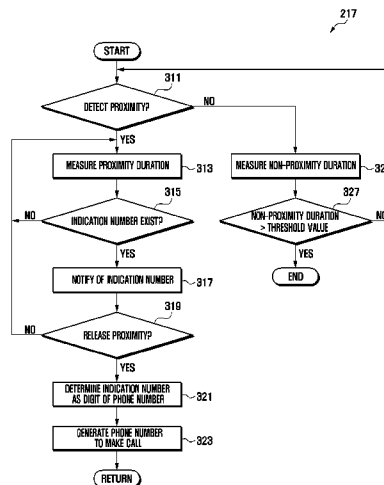 217
START
311
DETECT PROXIMITY?
NO
YES
MEASURE PROXIMITY DURATION
313
MEASURE NON-PROXIMITY DURATION
315
327
INDICATION NUMBER EXIST?
NO
NON-PROXIMITY DURATION
> THRESHOLD VALUE
NO
YES
YES
NOTIFY OF INDICATION NUMBER
317
END
319
RELEASE PROXIMITY?
NO
YES
DETERMINE INDICATION NUMBER
AS DIGIT OF PHONE NUMBER
321
GENERATE PHONE NUMBER
TO MAKE CALL
323
RETURN